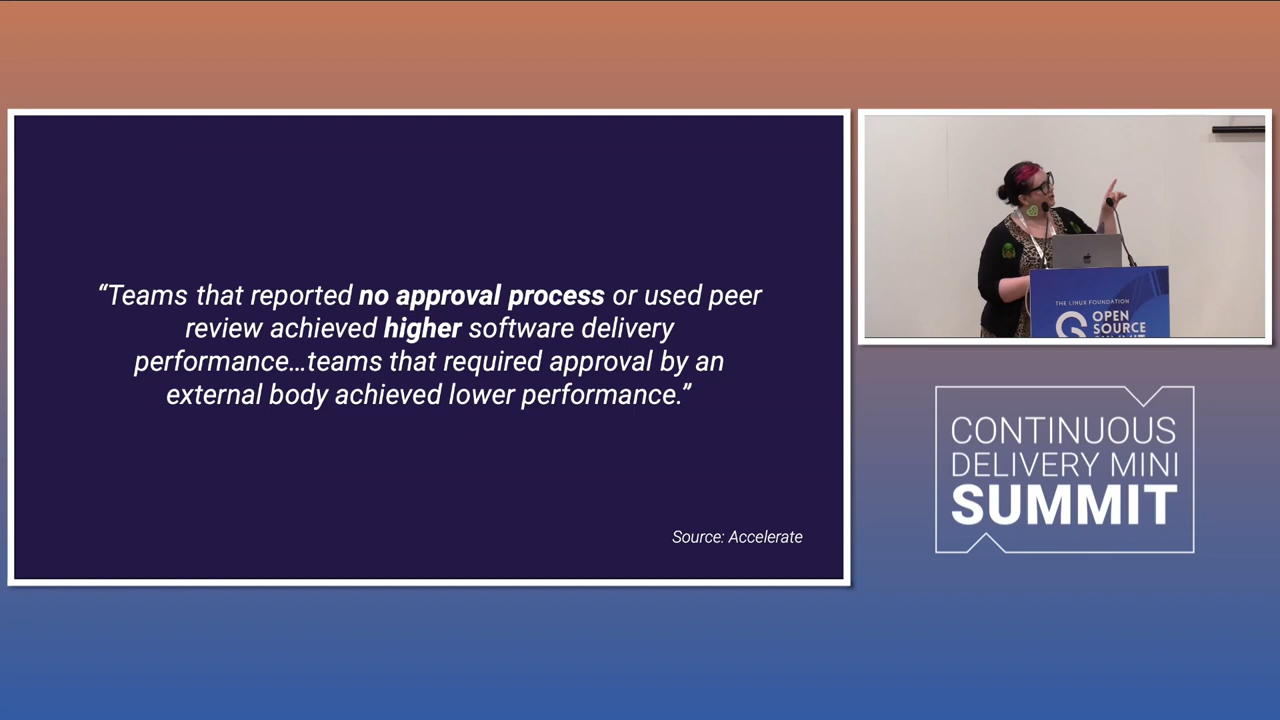 “Teams that reported no approval process or used peer
review achieved higher software delivery
performance…teams that required approval by an
external body achieved lower performance.”
Source: Accelerate
THE LINUX FOUNDATION
OPEN
SOURCE
CONTINUOUS
DELIVERY MINI
SUMMIT